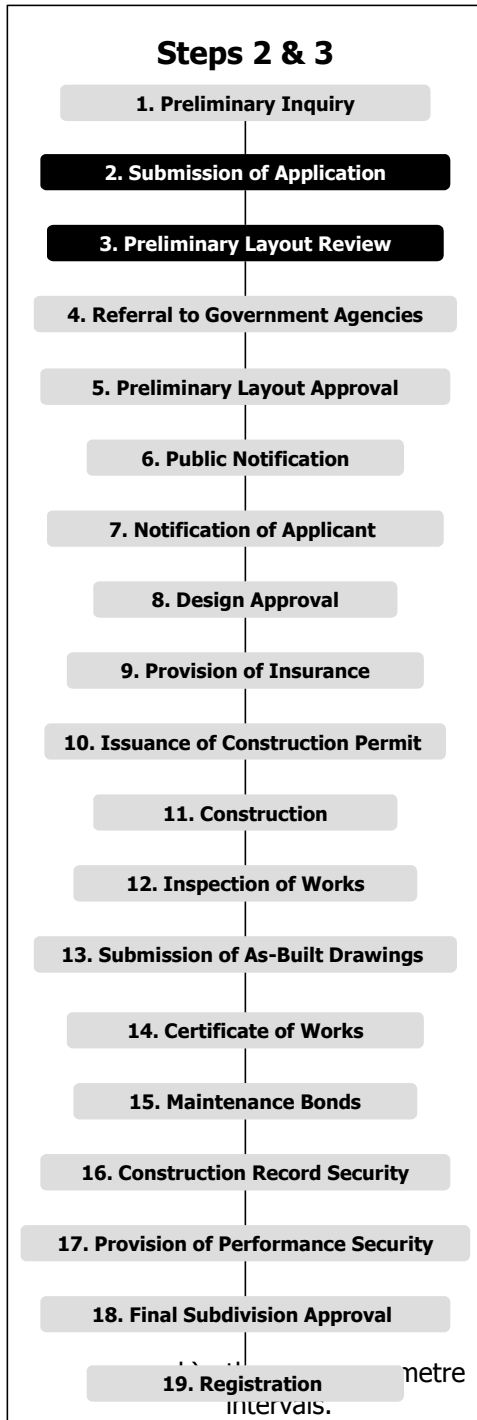 Steps 2 & 3
1. Preliminary Inquiry
2. Submission of Application
3. Preliminary Layout Review
4. Referral to Government Agencies
5. Preliminary Layout Approval
6. Public Notification
7. Notification of Applicant
8. Design Approval
9. Provision of Insurance
10. Issuance of Construction Permit
11. Construction
12. Inspection of Works
13. Submission of As-Built Drawings
14. Certificate of Works
15. Maintenance Bonds
16. Construction Record Security
17. Provision of Performance Security
18. Final Subdivision Approval
metre
19. Registration
intervals.